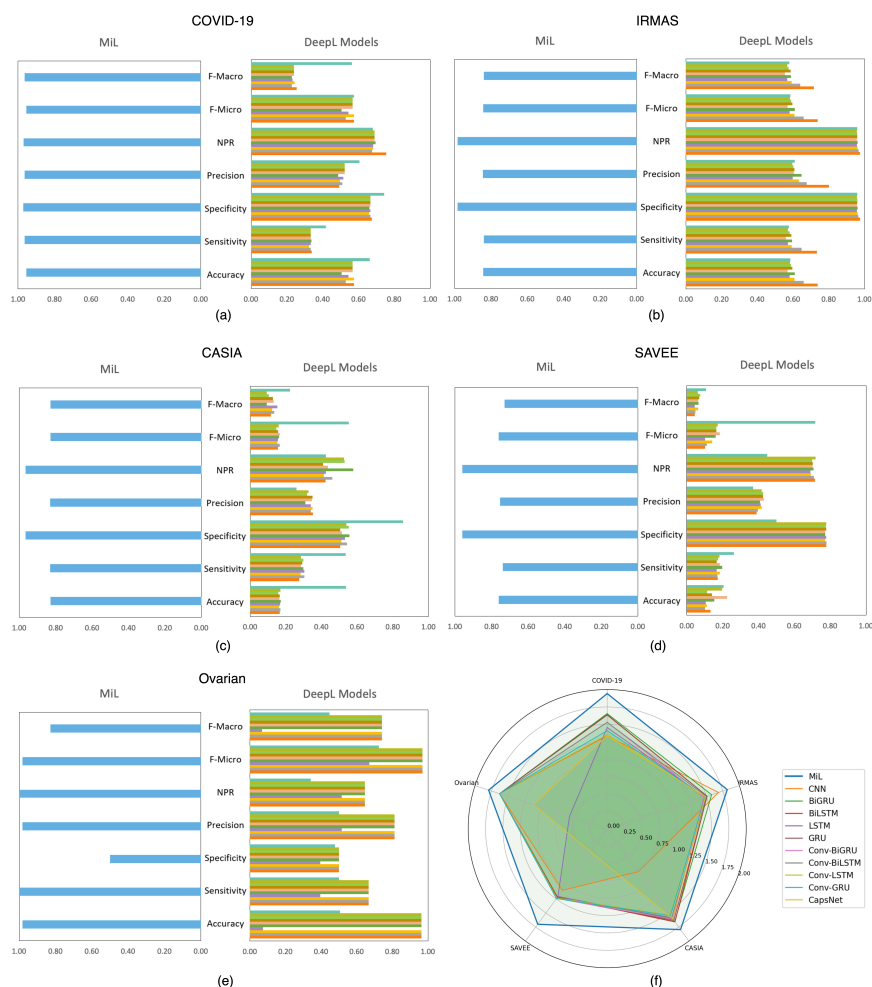 COVID-19
MiL DeepL Models
F-Macro
F-Micro
NPR
Precision
Specificity
Sensitivity
Accuracy
1.00 0.80 0.60 0.40 0.20 0.00 0.00 0.20 0.40 0.60 0.80 1.0
(a)
IRMAS
MiL DeepL Models
F-Macro
F-Micro
NPR
Precision
Specificity
Sensitivity
Accuracy
1.00 0.80 0.60 0.40 0.20 0.00 0.00 0.20 0.40 0.60 0.80 1.00
(b)
CASIA
MiL DeepL Models
F-Macro
F-Micro
NPR
Precision
Specificity
Sensitivity
Accuracy
1.00 0.80 0.60 0.40 0.20 0.00 0.00 0.20 0.40 0.60 0.80 1.00
(c)
SAVEE
MiL DeepL Models
F-Macro
F-Micro
NPR
Precision
Specificity
Sensitivity
Accuracy
1.00 0.80 0.60 0.40 0.20 0.00 0.00 0.20 0.40 0.60 0.80 1.00
(d)
Ovarian
MiL DeepL Models
F-Macro
F-Micro
NPR
Precision
Specificity
Sensitivity
Accuracy
1.00 0.80 0.60 0.40 0.20 0.00 0.00 0.20 0.40 0.60 0.80 1.00
(e)
COVID-19
Ovarian
IRMAS
0.00 0.25 0.50 0.75 1.00 1.25 1.50 1.75 2.00
SAVEE
CASIA
(f)
MiL
CNN
BiGRU
BiLSTM
LSTM
GRU
Conv-BiGRU
Conv-BiLSTM
Conv-LSTM
Conv-GRU
CapsNet